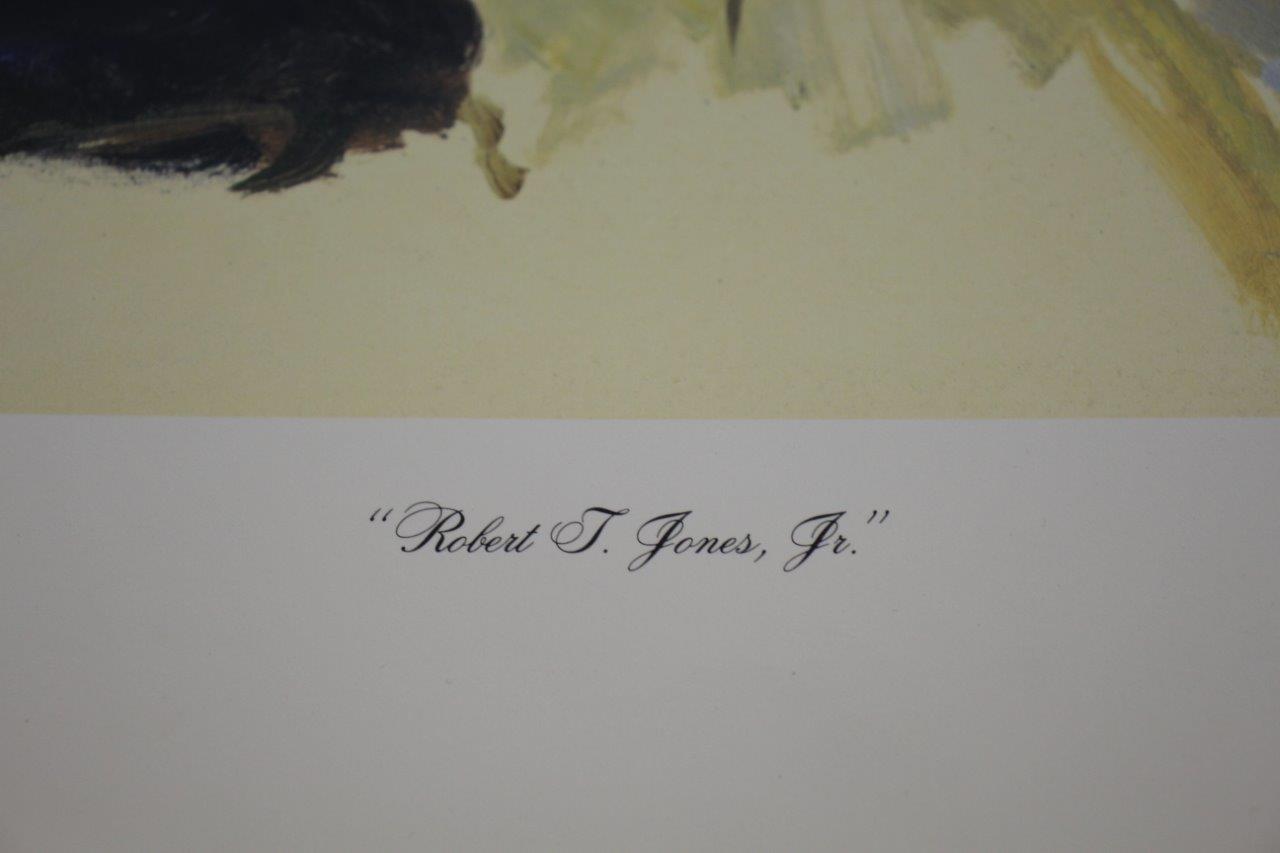 “Robert T. Jones, Jr.”